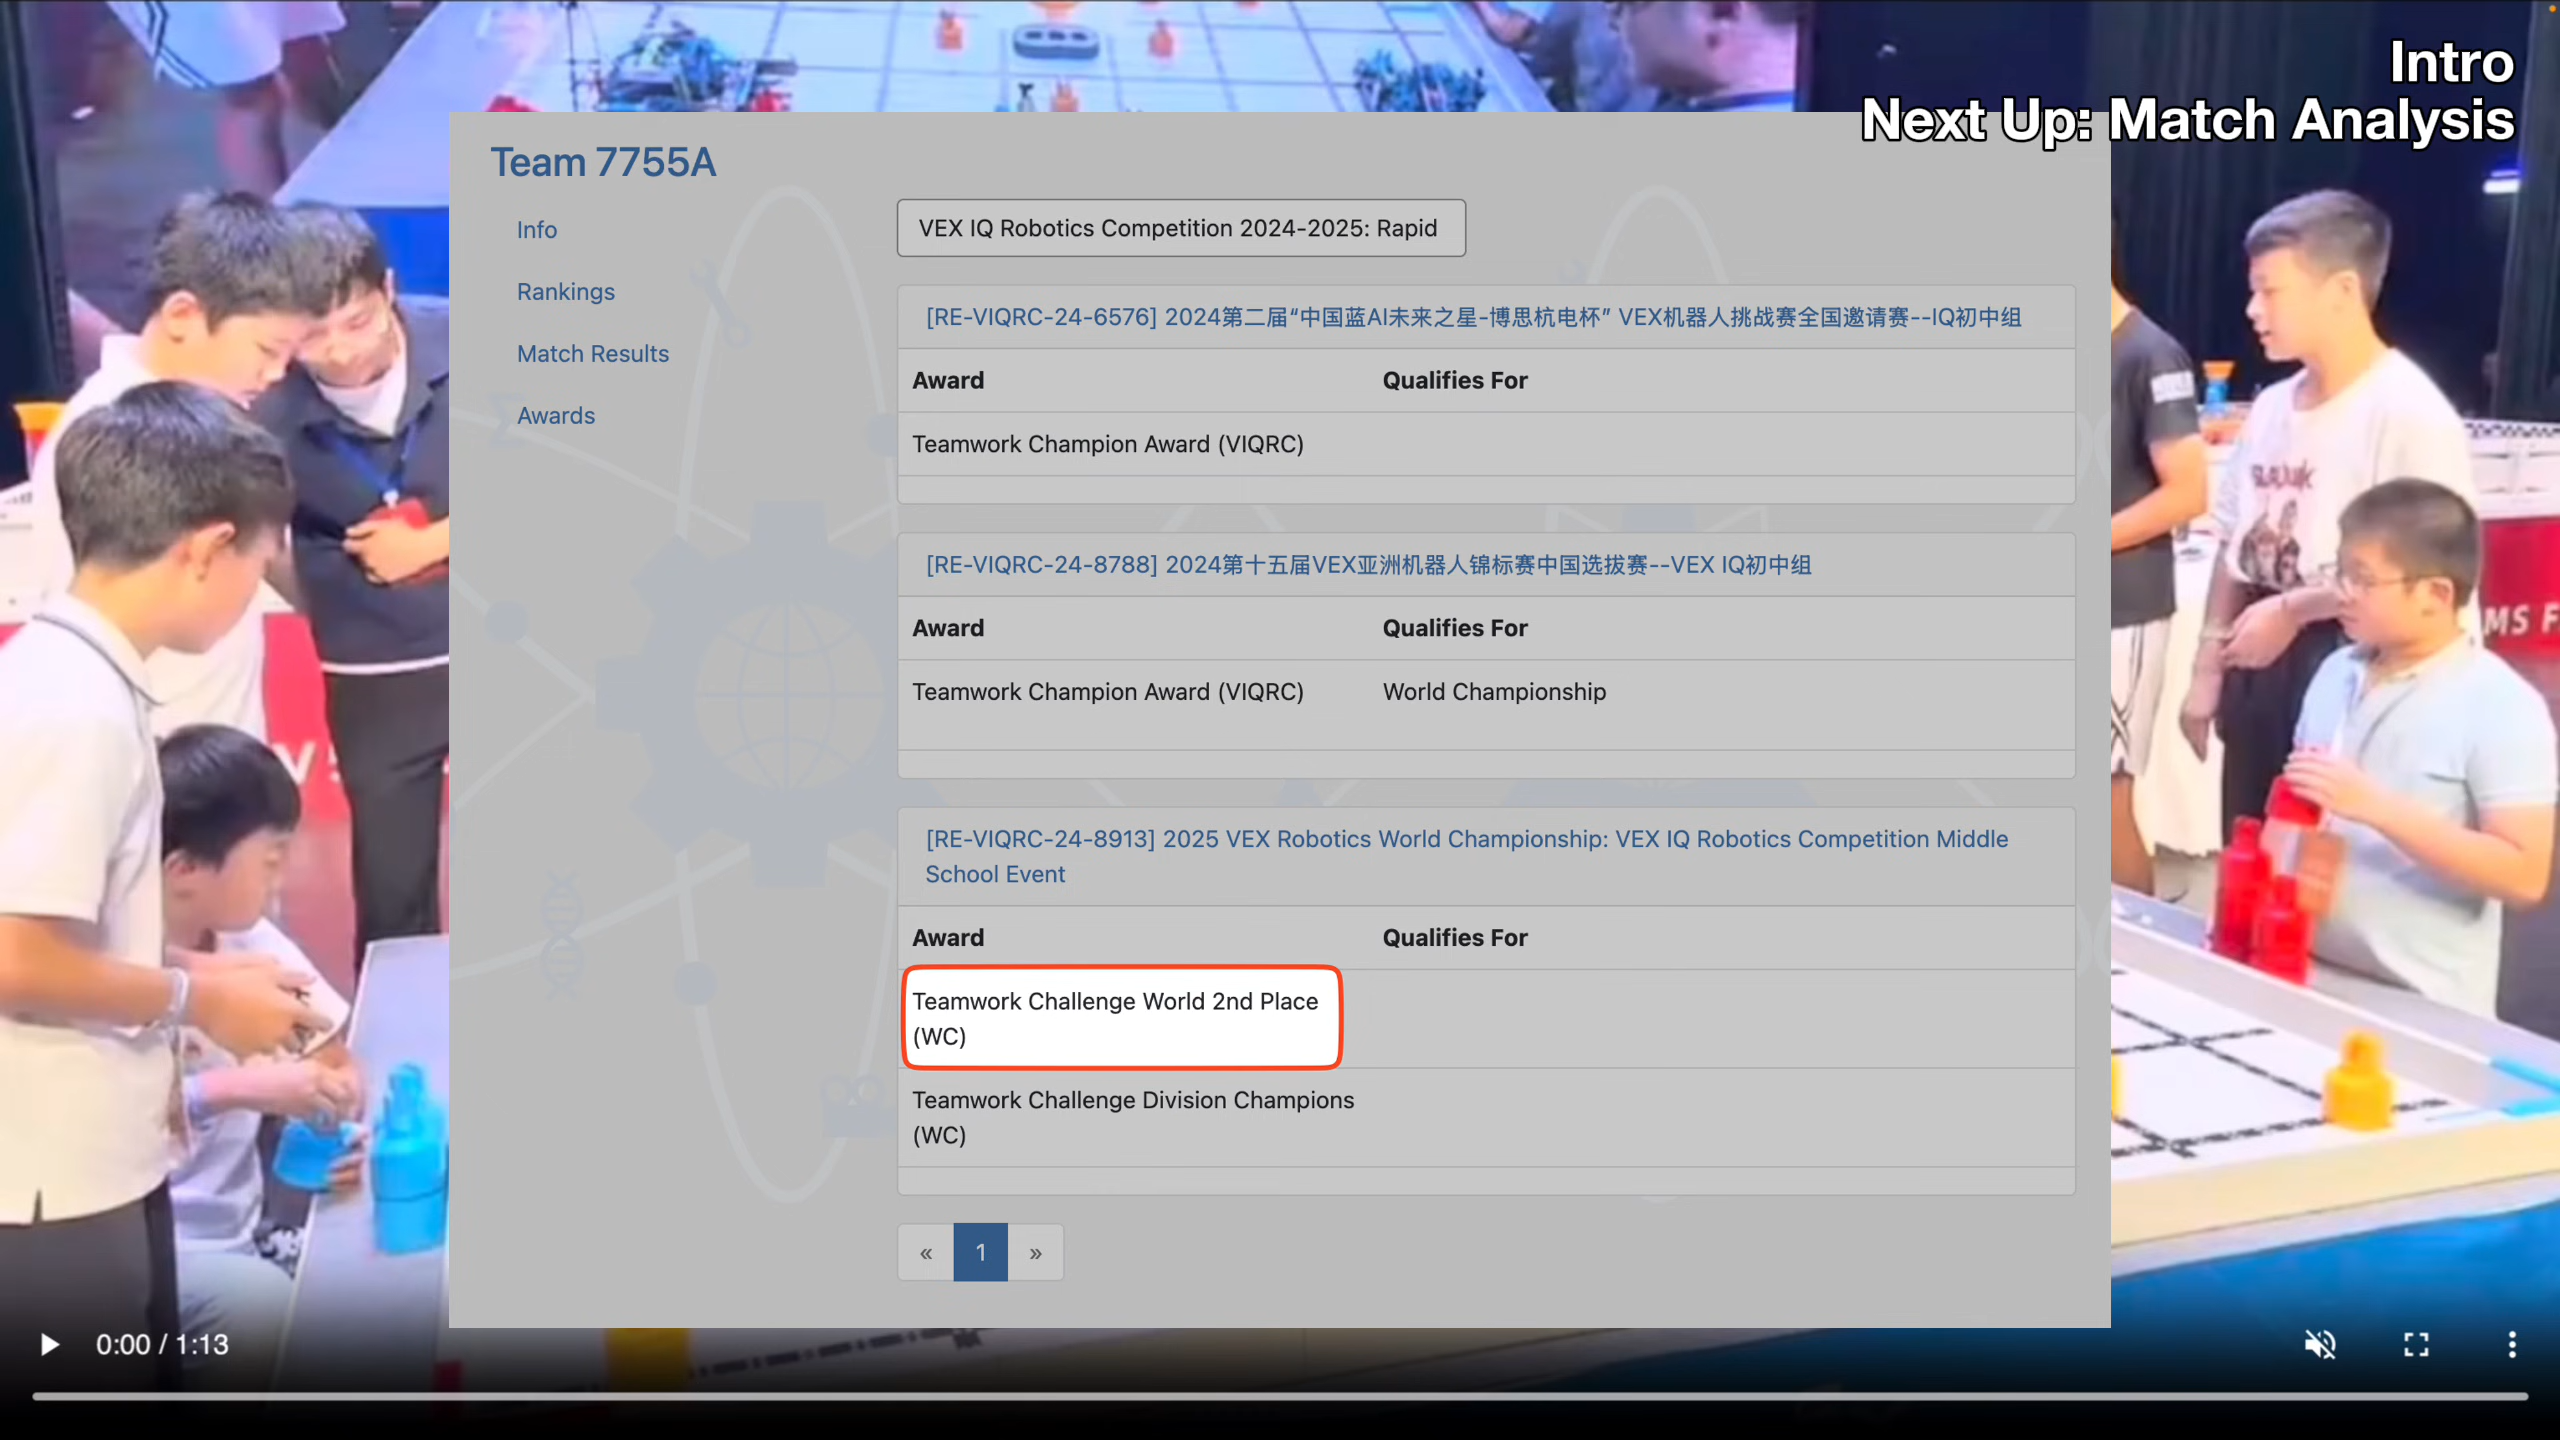 Intro
Next Up: Match Analysis
Team 7755A
Info
Rankings
Match Results
Awards
VEX IQ Robotics Competition 2024-2025: Rapid
[RE-VIQRC-24-6576] 2024第二届“中国蓝AI未来之星-博思杭电杯” VEX机器人挑战赛全国邀请赛--IQ初中组
Award Qualifies For
Teamwork Champion Award (VIQRC)
[RE-VIQRC-24-8788] 2024第十五届VEX亚洲机器人锦标赛中国选拔赛--VEX IQ初中组
Award Qualifies For
Teamwork Champion Award (VIQRC) World Championship
[RE-VIQRC-24-8913] 2025 VEX Robotics World Championship: VEX IQ Robotics Competition Middle
School Event
Award Qualifies For
Teamwork Challenge World 2nd Place
(WC)
Teamwork Challenge Division Champions
(WC)
« 1 »
MS F
0:00 / 1:13